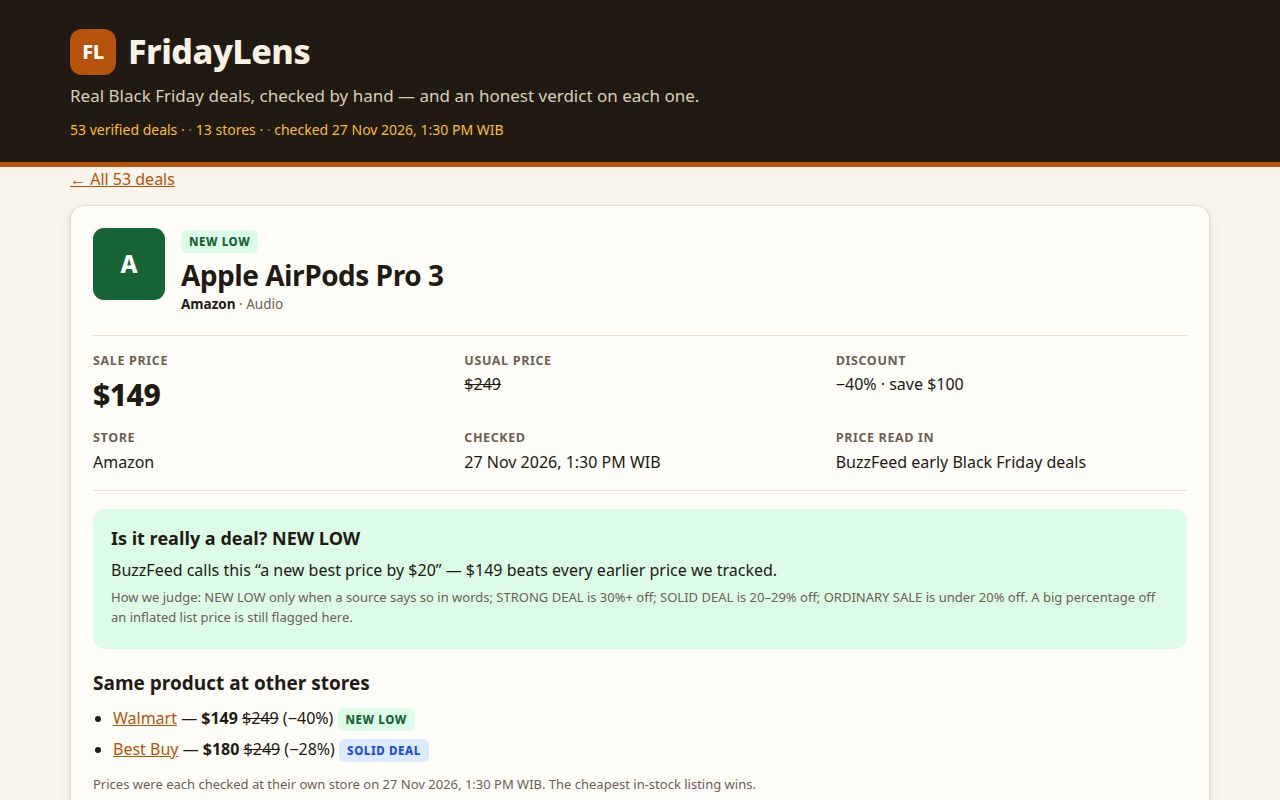 FL FridayLens
Real Black Friday deals, checked by hand — and an honest verdict on each one.
53 verified deals · · 13 stores · · checked 27 Nov 2026, 1:30 PM WIB
← All 53 deals
A
NEW LOW
Apple AirPods Pro 3
Amazon · Audio
SALE PRICE
$149
USUAL PRICE
$249
DISCOUNT
−40% · save $100
STORE
Amazon
CHECKED
27 Nov 2026, 1:30 PM WIB
PRICE READ IN
BuzzFeed early Black Friday deals
Is it really a deal? NEW LOW
BuzzFeed calls this “a new best price by $20” — $149 beats every earlier price we tracked.
How we judge: NEW LOW only when a source says so in words; STRONG DEAL is 30%+ off; SOLID DEAL is 20–29% off; ORDINARY SALE is under 20% off. A big percentage off
an inflated list price is still flagged here.
Same product at other stores
• Walmart — $149 $249 (−40%) NEW LOW
• Best Buy — $180 $249 (−28%) SOLID DEAL
Prices were each checked at their own store on 27 Nov 2026, 1:30 PM WIB. The cheapest in-stock listing wins.